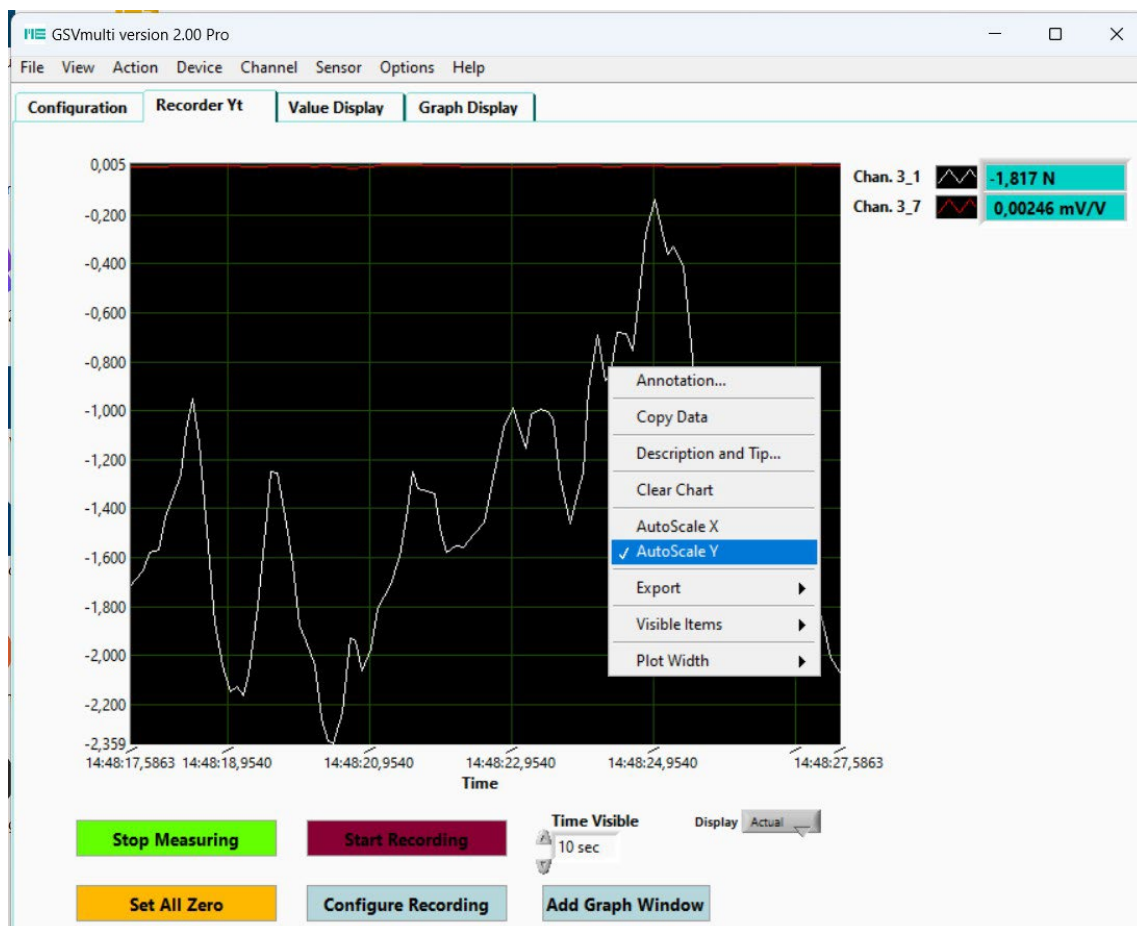 ME GSVmulti version 2.00 Pro
File View Action Device Channel Sensor Options Help
Configuration Recorder Yt Value Display Graph Display
0,005
-0,200
-0,400
-0,600
-0,800
-1,000
-1,200
-1,400
-1,600
-1,800
-2,000
-2,200
-2,359
Chan. 3_1 -1,817 N
Chan. 3_7 0,00246 mV/V
Annotation...
Copy Data
Description and Tip...
Clear Chart
AutoScale X
✓ AutoScale Y
Export
Visible Items
Plot Width
14:48:17,5863 14:48:18,9540 14:48:20,9540 14:48:22,9540 14:48:24,9540 14:48:27,5863
Time
Stop Measuring Start Recording
Time Visible
10 sec
Display Actual
Set All Zero Configure Recording Add Graph Window